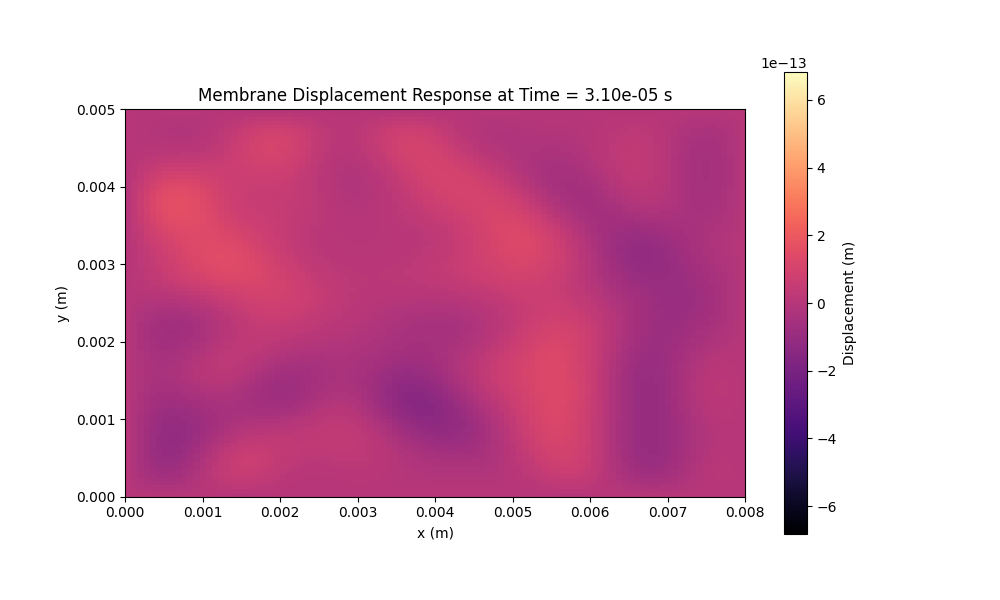 1e−13
Membrane Displacement Response at Time = 3.10e-05 s
0.005
0.004
0.003
0.002
0.001
0.000
y (m)
0.000 0.001 0.002 0.003 0.004 0.005 0.006 0.007 0.008
x (m)
6
4
2
0
−2
−4
−6
Displacement (m)